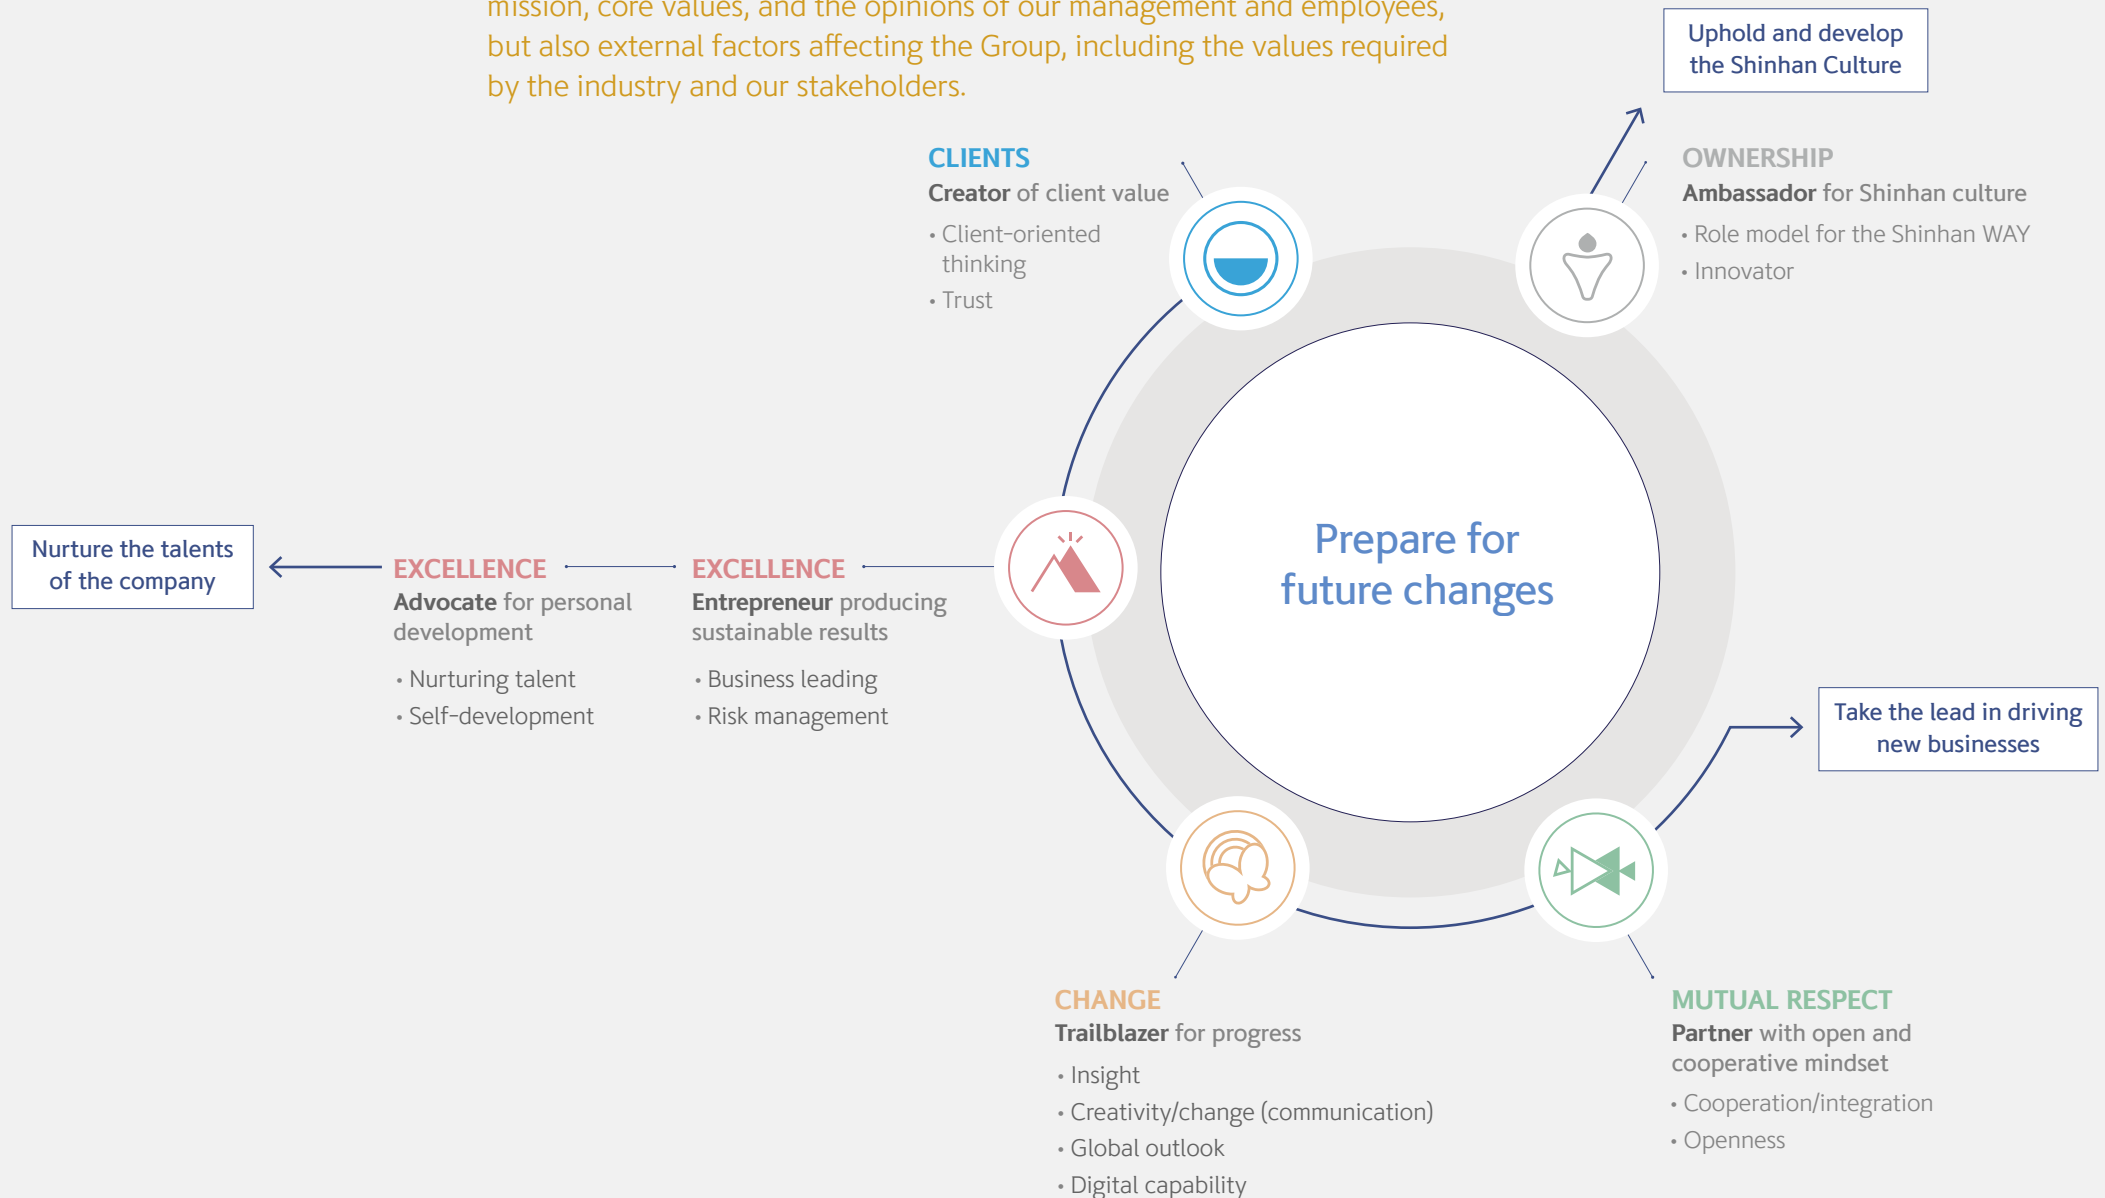 mission, core values, and the opinions of our management and employees,
but also external factors affecting the Group, including the values required
by the industry and our stakeholders.
Uphold and develop
the Shinhan Culture
CLIENTS
Creator of client value
• Client-oriented
thinking
• Trust
OWNERSHIP
Ambassador for Shinhan culture
• Role model for the Shinhan WAY
• Innovator
Prepare for
future changes
Nurture the talents
of the company
EXCELLENCE
Advocate for personal
development
• Nurturing talent
• Self-development
EXCELLENCE
Entrepreneur producing
sustainable results
• Business leading
• Risk management
Take the lead in driving
new businesses
CHANGE
Trailblazer for progress
• Insight
• Creativity/change (communication)
• Global outlook
• Digital capability
MUTUAL RESPECT
Partner with open and
cooperative mindset
• Cooperation/integration
• Openness